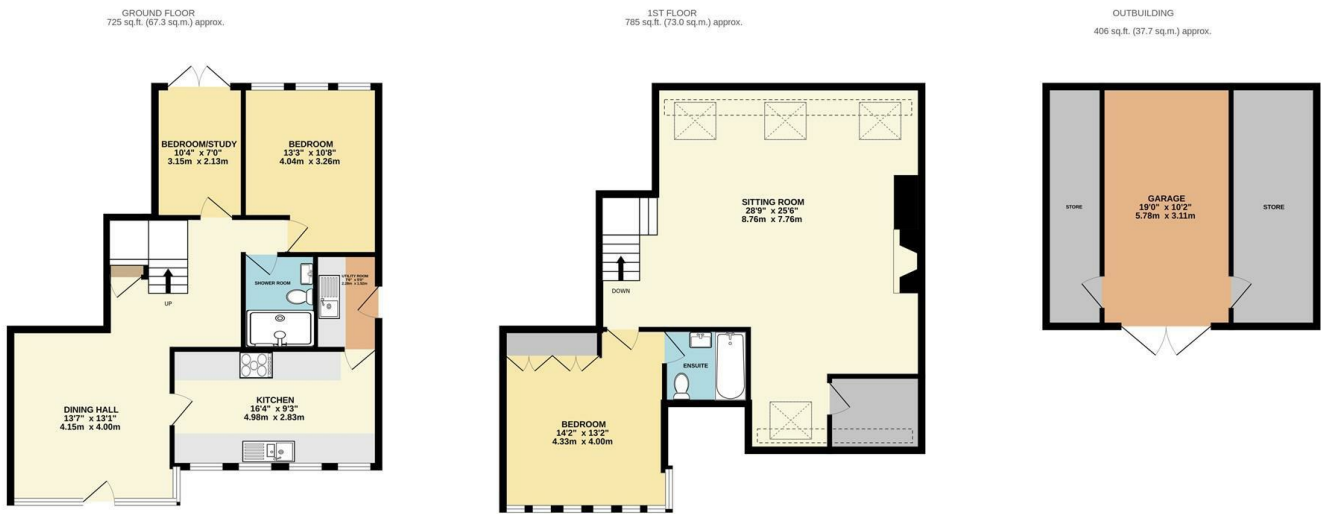 GROUND FLOOR
725 sq.ft. (67.3 sq.m.) approx.
BEDROOM/STUDY
10'4" x 7'0"
3.15m x 2.13m
BEDROOM
13'3" x 10'8"
4.04m x 3.26m
UP
SHOWER ROOM
UTILITY ROOM
DINING HALL
13'7" x 13'1"
4.15m x 4.00m
KITCHEN
16'4" x 9'3"
4.98m x 2.83m
1ST FLOOR
785 sq.ft. (73.0 sq.m.) approx.
SITTING ROOM
28'9" x 25'6"
8.76m x 7.76m
DOWN
ENSUITE
BEDROOM
14'2" x 13'2"
4.33m x 4.00m
OUTBUILDING
406 sq.ft. (37.7 sq.m.) approx.
STORE
GARAGE
19'0" x 10'2"
5.78m x 3.11m
STORE